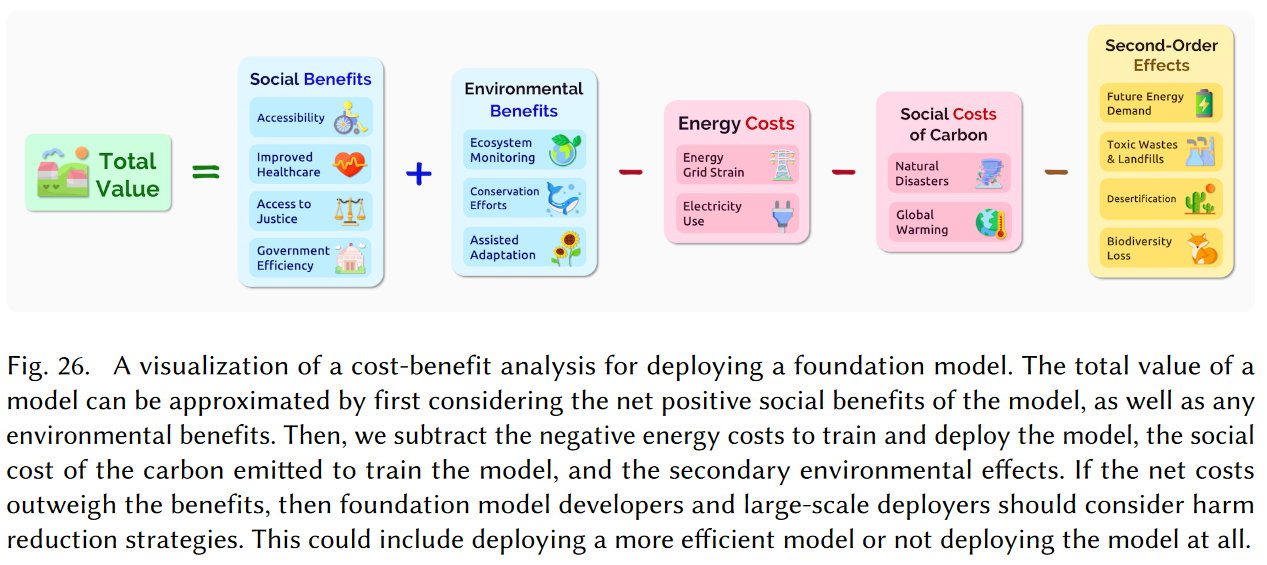 Total
Value
=
Social Benefits
Accessibility
Improved
Healthcare
Access to
Justice
Government
Efficiency
+
Environmental
Benefits
Ecosystem
Monitoring
Conservation
Efforts
Assisted
Adaptation
−
Energy Costs
Energy
Grid Strain
Electricity
Use
−
Social Costs
of Carbon
Natural
Disasters
Global
Warming
−
Second-Order
Effects
Future Energy
Demand
Toxic Wastes
& Landfills
Desertification
Biodiversity
Loss
Fig. 26. A visualization of a cost-benefit analysis for deploying a foundation model. The total value of a
model can be approximated by first considering the net positive social benefits of the model, as well as any
environmental benefits. Then, we subtract the negative energy costs to train and deploy the model, the social
cost of the carbon emitted to train the model, and the secondary environmental effects. If the net costs
outweigh the benefits, then foundation model developers and large-scale deployers should consider harm
reduction strategies. This could include deploying a more efficient model or not deploying the model at all.